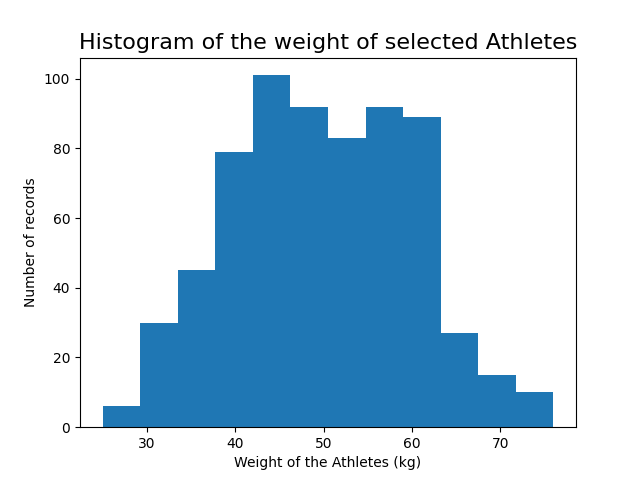 Histogram of the weight of selected Athletes
100
80
60
40
20
0
Number of records
30 40 50 60 70
Weight of the Athletes (kg)